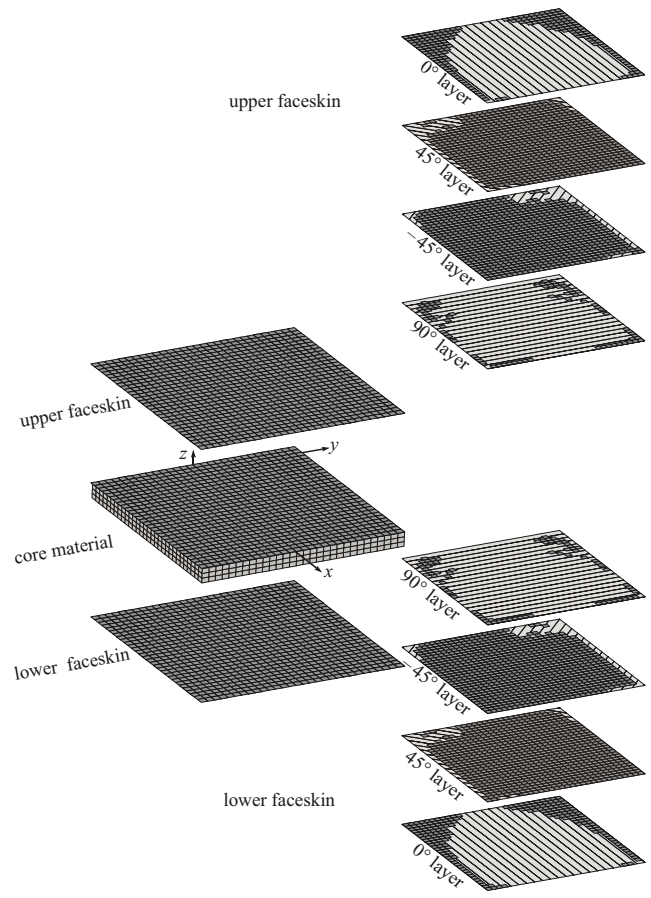 0° layer
upper faceskin
45° layer
−45° layer
90° layer
upper faceskin
z
y
core material
x
90° layer
lower faceskin
−45° layer
45° layer
lower faceskin
0° layer